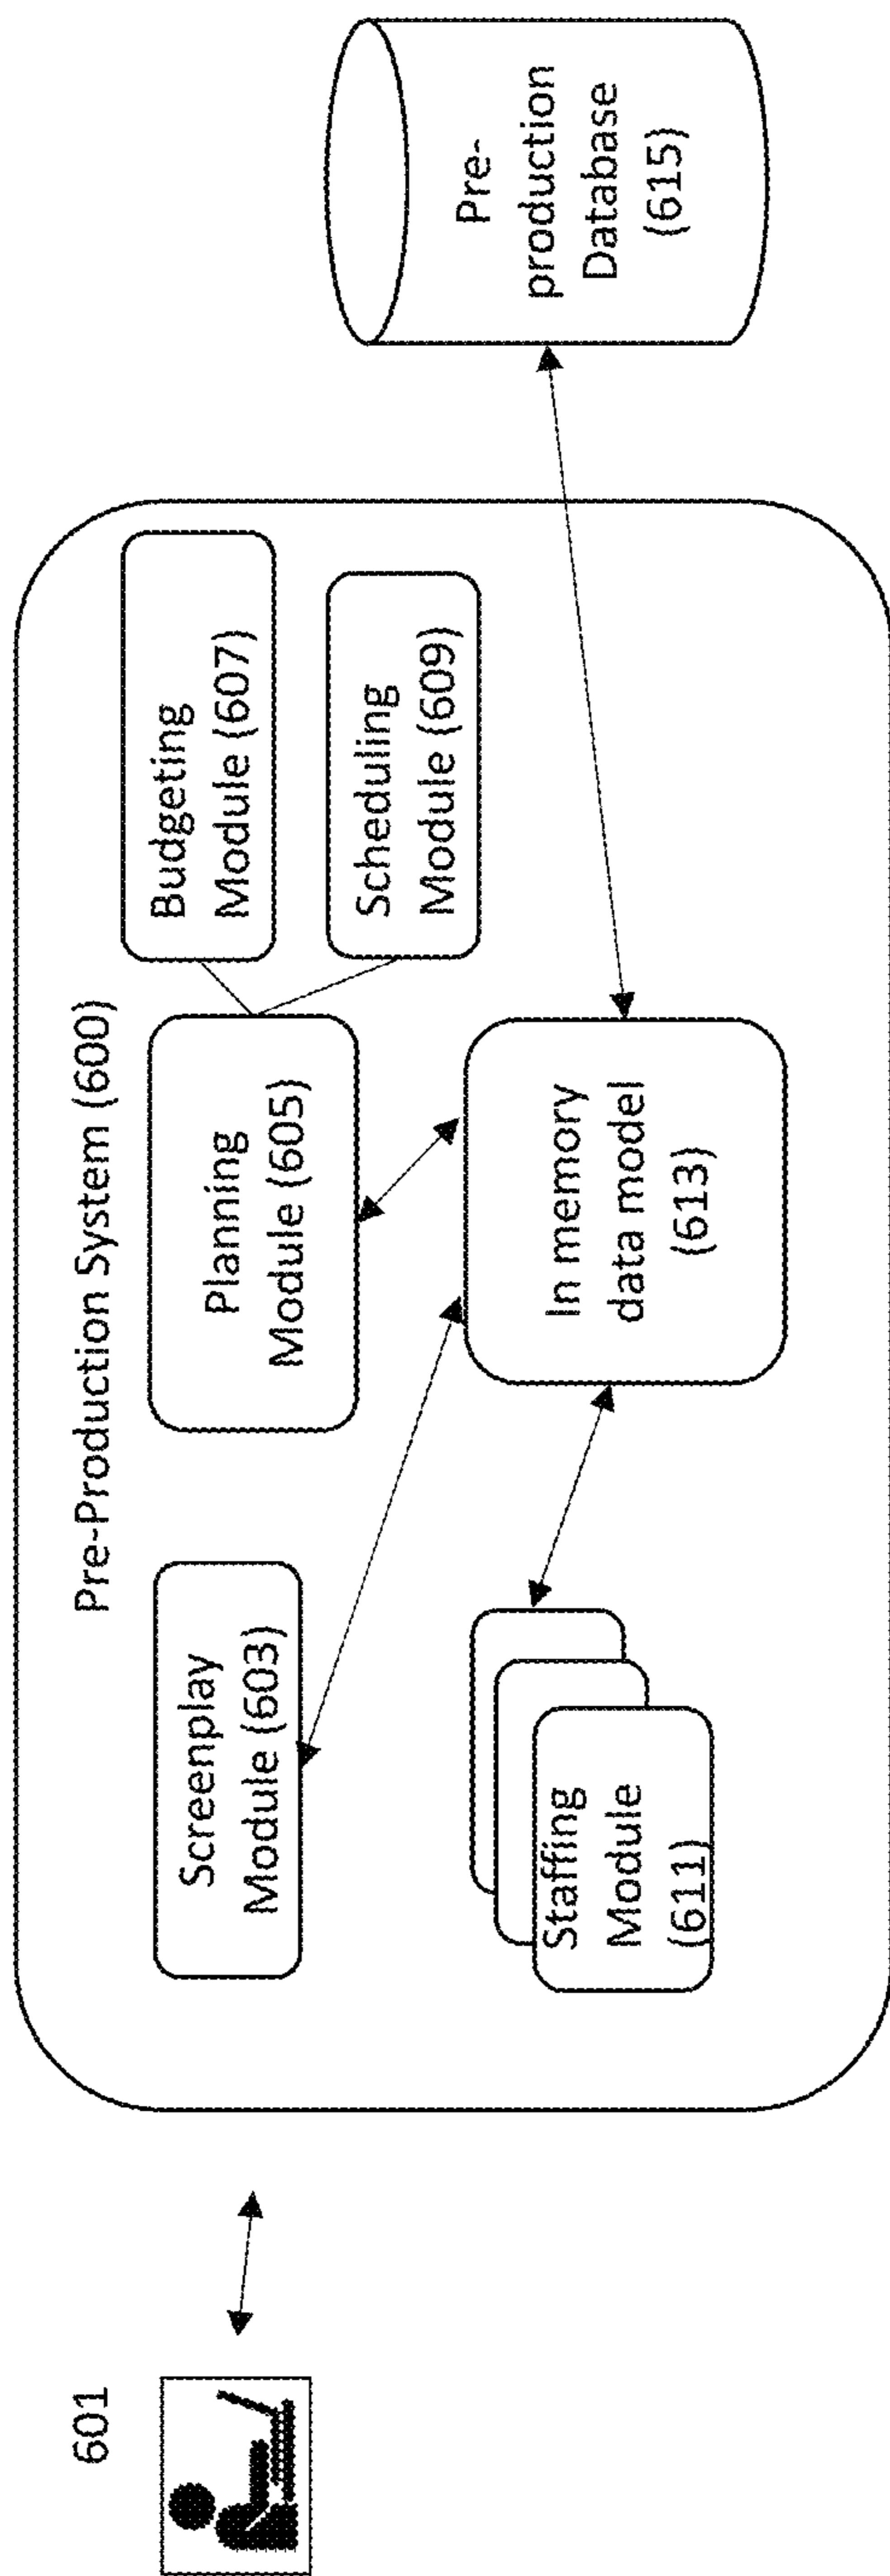 601
Pre-Production System (600)
Screenplay
Module (603)
Planning
Module (605)
Budgeting
Module (607)
Scheduling
Module (609)
Staffing
Module
(611)
In memory
data model
(613)
Pre-
production
Database
(615)